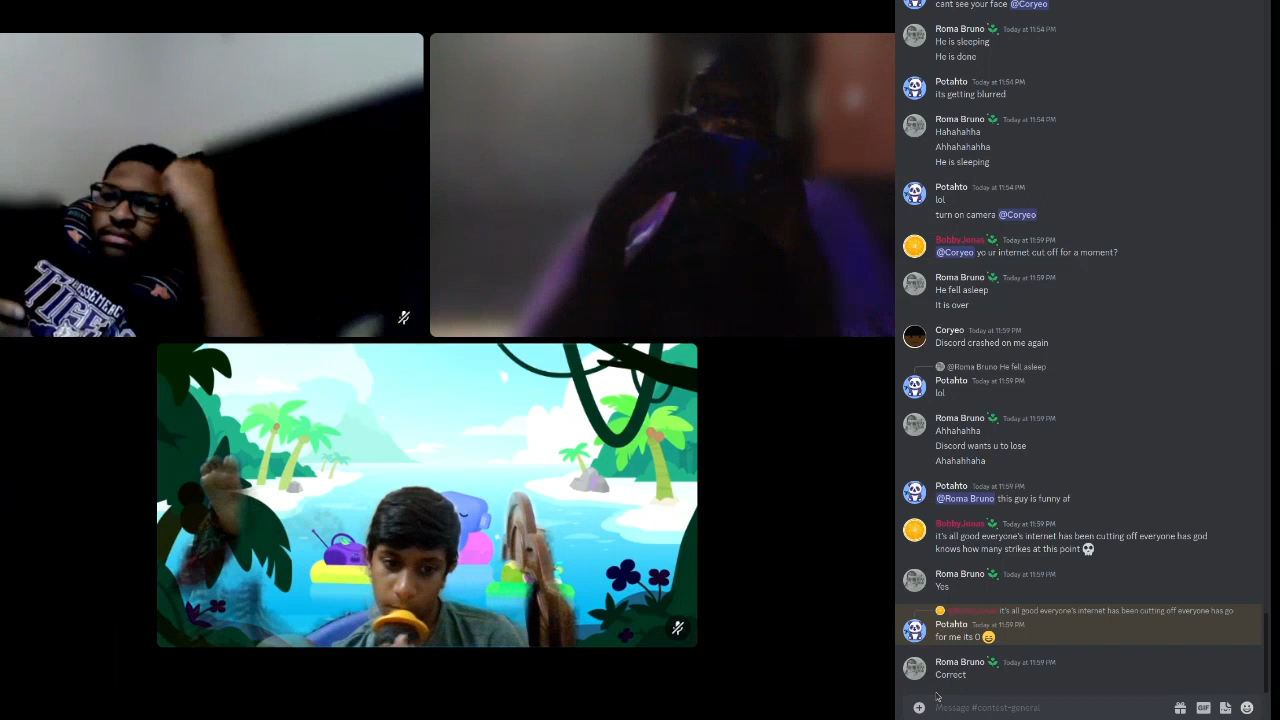 cant see your face @Coryeo
Roma Bruno Today at 11:54 PM
He is sleeping
He is done
Potahto Today at 11:54 PM
its getting blurred
Roma Bruno Today at 11:54 PM
Hahahahha
Ahhahahahha
He is sleeping
Potahto Today at 11:54 PM
lol
turn on camera @Coryeo
BobbyJonas Today at 11:59 PM
@Coryeo yo ur internet cut off for a moment?
Roma Bruno Today at 11:59 PM
He fell asleep
It is over
Coryeo Today at 11:59 PM
Discord crashed on me again
@Roma Bruno He fell asleep
Potahto Today at 11:59 PM
lol
Roma Bruno Today at 11:59 PM
Ahhahahha
Discord wants u to lose
Ahahahhaha
Potahto Today at 11:59 PM
@Roma Bruno this guy is funny af
BobbyJonas Today at 11:59 PM
it's all good everyone's internet has been cutting off everyone has god
knows how many strikes at this point
Roma Bruno Today at 11:59 PM
Yes
it's all good everyone's internet has been cutting off everyone has go
Potahto Today at 11:59 PM
for me its 0
Roma Bruno Today at 11:59 PM
Correct
Message #contest-general
GIF
TIGE